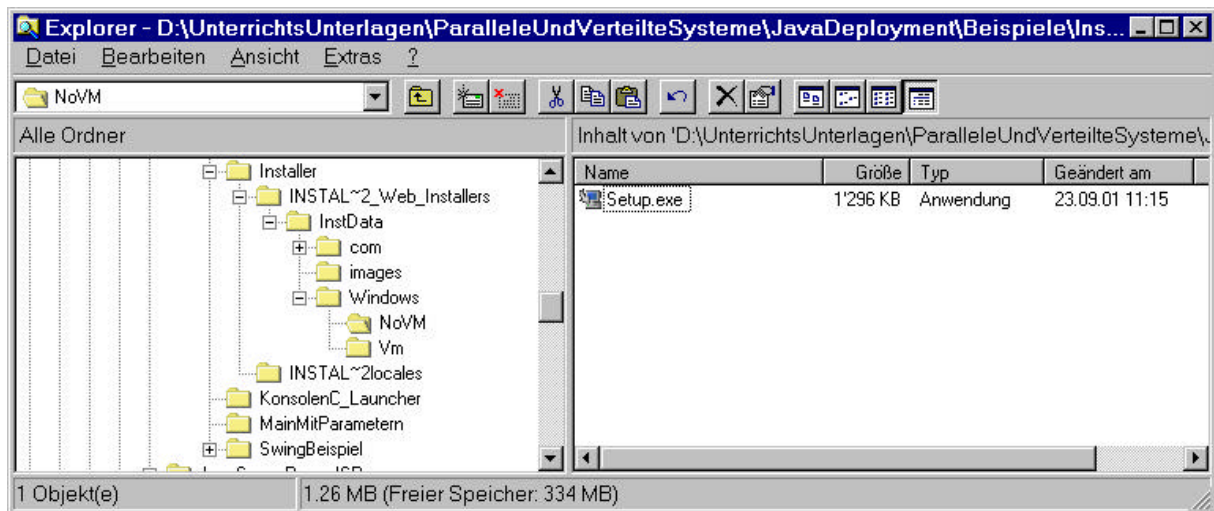 Explorer - D:\UnterrichtsUnterlagen\ParalleleUndVerteilteSysteme\JavaDeployment\Beispiele\Ins...
Datei Bearbeiten Ansicht Extras ?
NoVM
Alle Ordner
Inhalt von 'D:\UnterrichtsUnterlagen\ParalleleUndVerteilteSysteme\
Installer
INSTAL~2_Web_Installers
InstData
com
images
Windows
NoVM
Vm
INSTAL~2locales
KonsolenC_Launcher
MainMitParametern
SwingBeispiel
Name Größe Typ Geändert am
Setup.exe 1'296 KB Anwendung 23.09.01 11:15
1 Objekt(e) 1.26 MB (Freier Speicher: 334 MB)